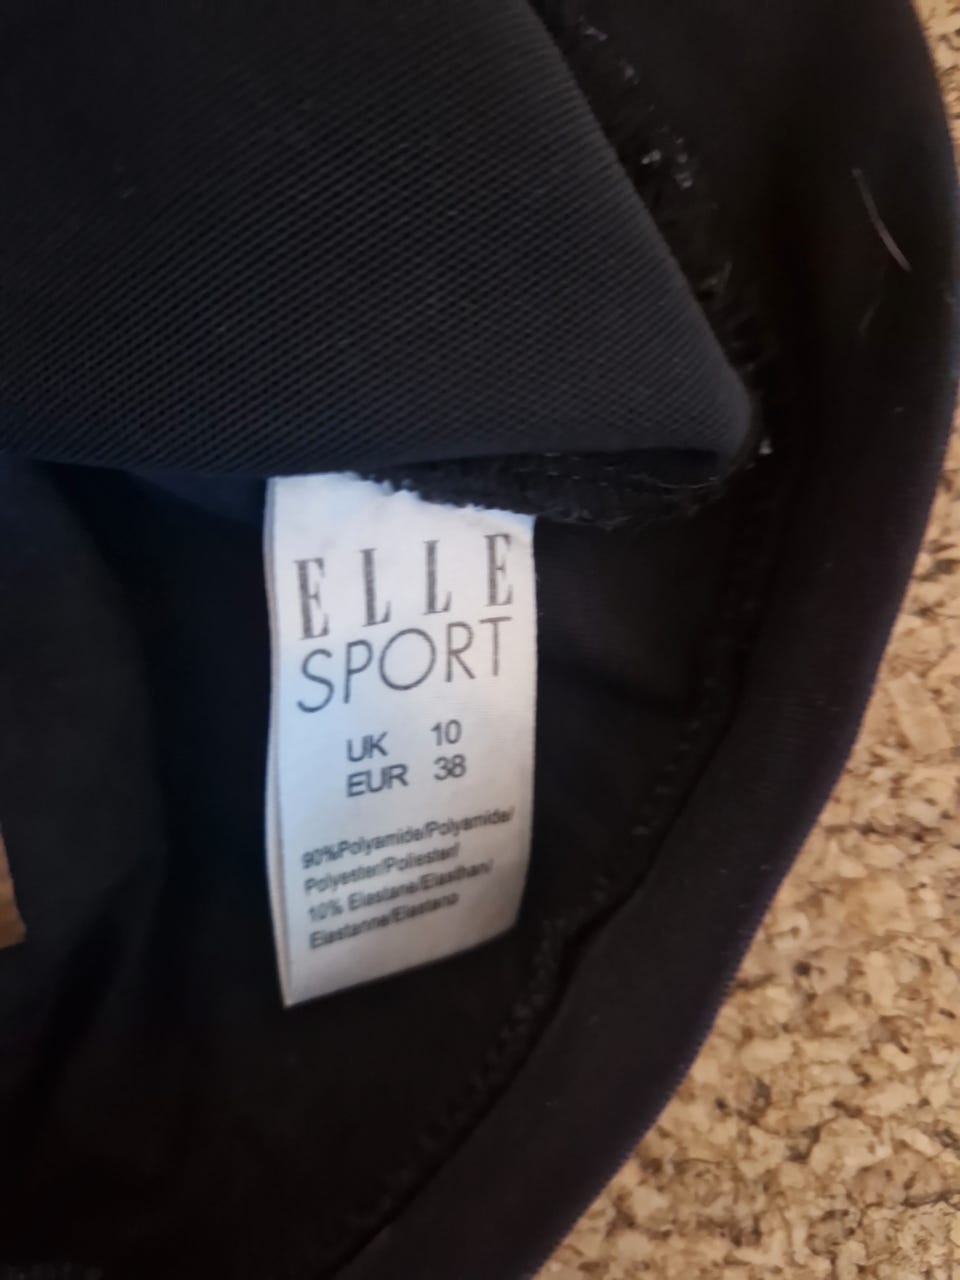 ELLE
SPORT
UK 10
EUR 38
90%Polyamide/Polyamide/
Polyester/Poliester/
10% Elastane/Elasthan/
Elastanne/Elastano